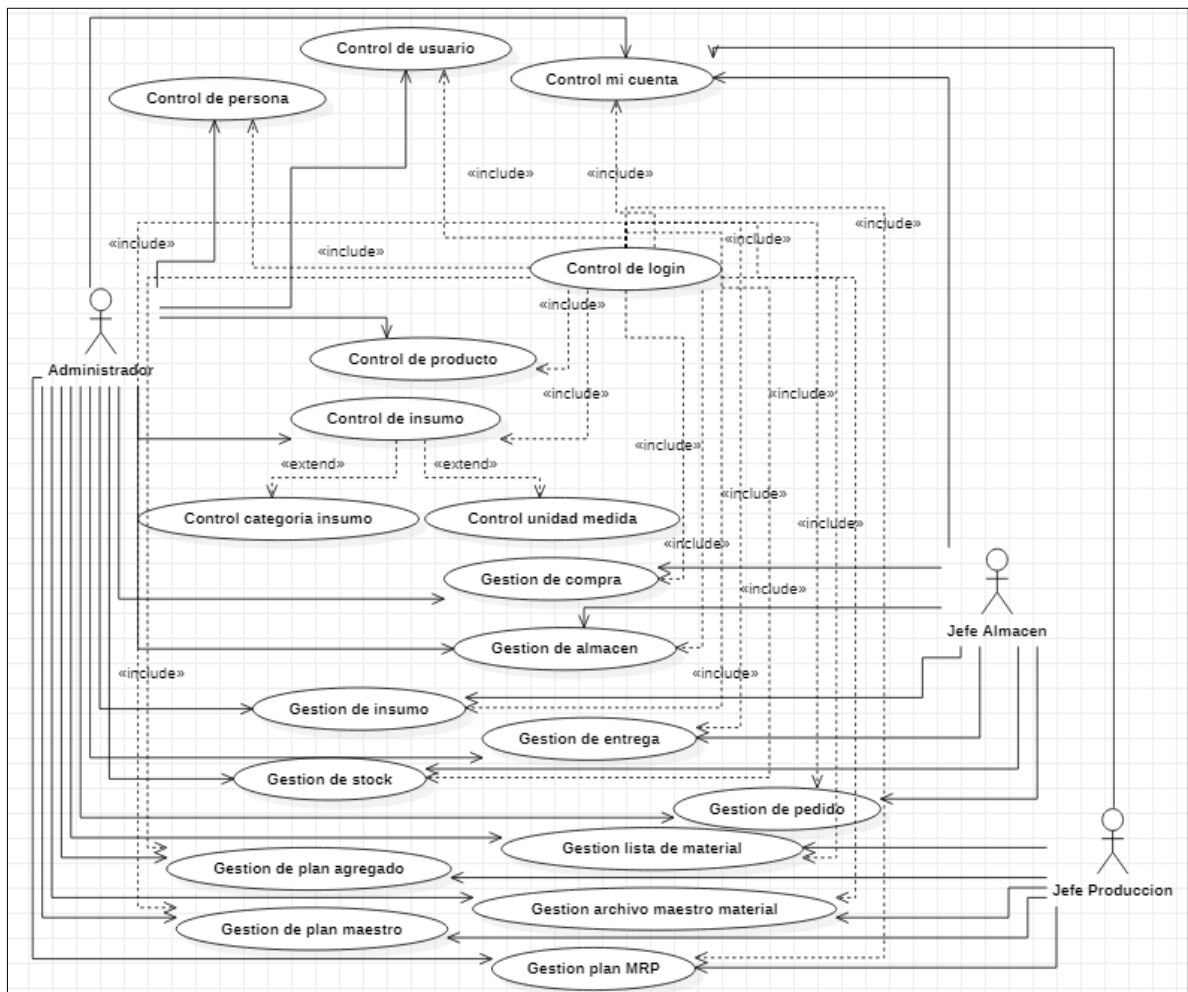 Control de usuario
Control mi cuenta
Control de persona
«include»
«include»
«include»
«include»
«include»
«include»
Control de login
«include»
Administrador
Control de producto
«include»
«include»
Control de insumo
«include»
«extend»
«extend»
«include»
«include»
Control categoria insumo
Control unidad medida
«include»
Gestion de compra
«include»
Jefe Almacen
Gestion de almacen
«include»
«include»
Gestion de insumo
Gestion de entrega
Gestion de stock
Gestion de pedido
Gestion lista de material
Gestion de plan agregado
Jefe Produccion
Gestion archivo maestro material
Gestion de plan maestro
Gestion plan MRP